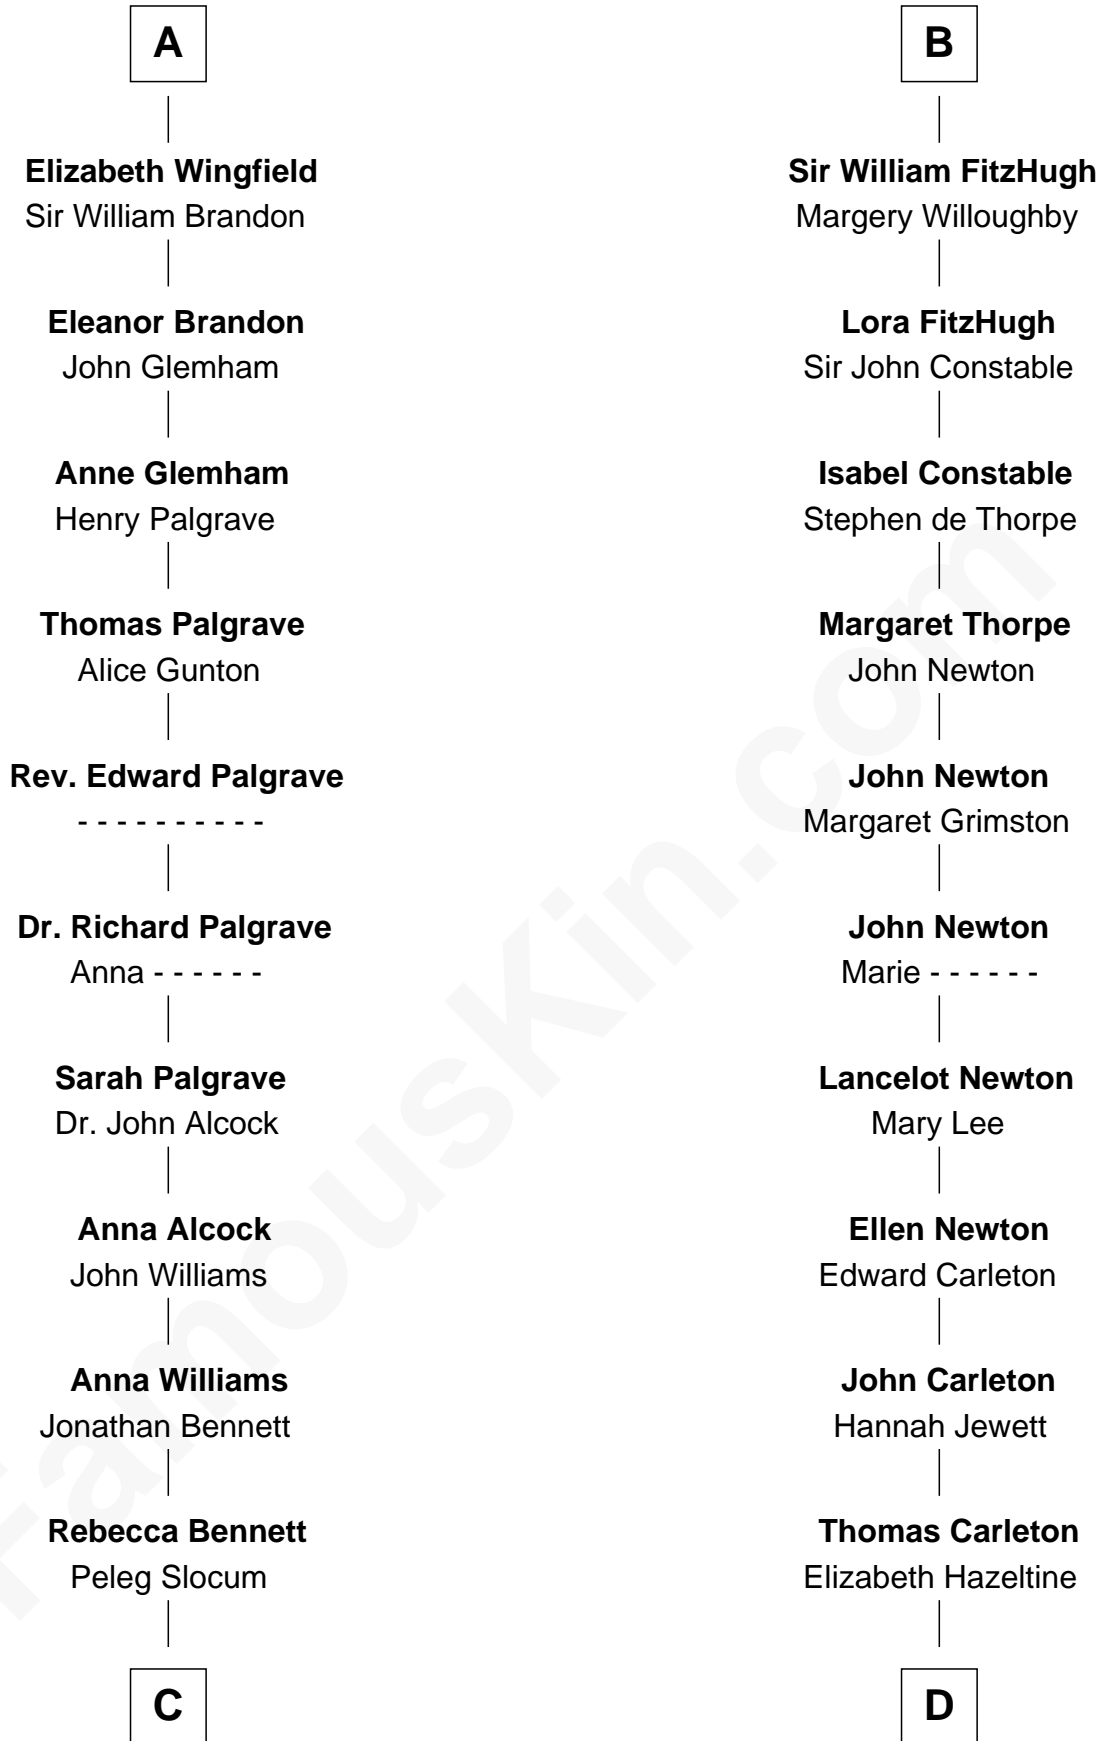 A
Elizabeth Wingfield
Sir William Brandon
Eleanor Brandon
John Glemham
Anne Glemham
Henry Palgrave
Thomas Palgrave
Alice Gunton
Rev. Edward Palgrave
- - - - - - - - - -
Dr. Richard Palgrave
Anna - - - - - -
Sarah Palgrave
Dr. John Alcock
Anna Alcock
John Williams
Anna Williams
Jonathan Bennett
Rebecca Bennett
Peleg Slocum
C
B
Sir William FitzHugh
Margery Willoughby
Lora FitzHugh
Sir John Constable
Isabel Constable
Stephen de Thorpe
Margaret Thorpe
John Newton
John Newton
Margaret Grimston
John Newton
Marie - - - - - -
Lancelot Newton
Mary Lee
Ellen Newton
Edward Carleton
John Carleton
Hannah Jewett
Thomas Carleton
Elizabeth Hazeltine
D
FamousKin.com